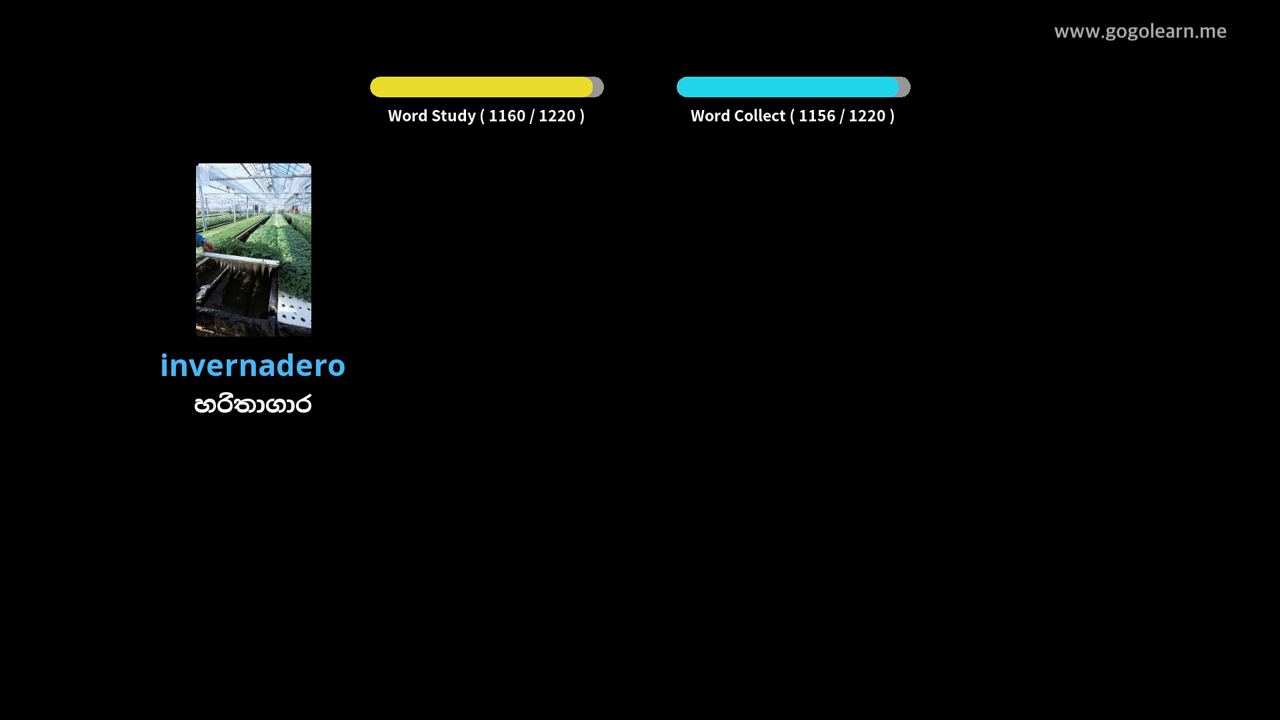 www.gogolearn.me
Word Study ( 1160 / 1220 )
Word Collect ( 1156 / 1220 )
invernadero
හරිතාගාර